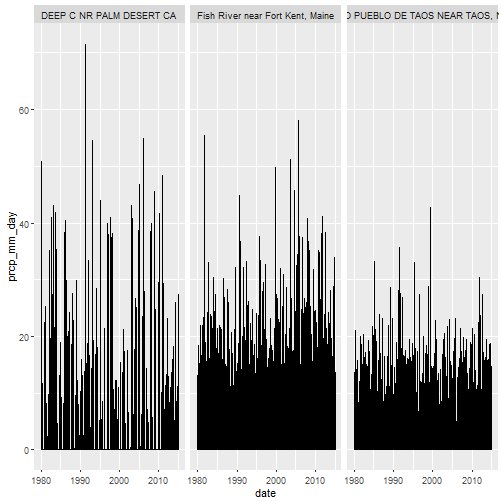 DEEP C NR PALM DESERT CA
Fish River near Fort Kent, Maine
O PUEBLO DE TAOS NEAR TAOS, N
prcp_mm_day
60
40
20
0
1980 1990 2000 2010
1980 1990 2000 2010
1980 1990 2000 2010
date